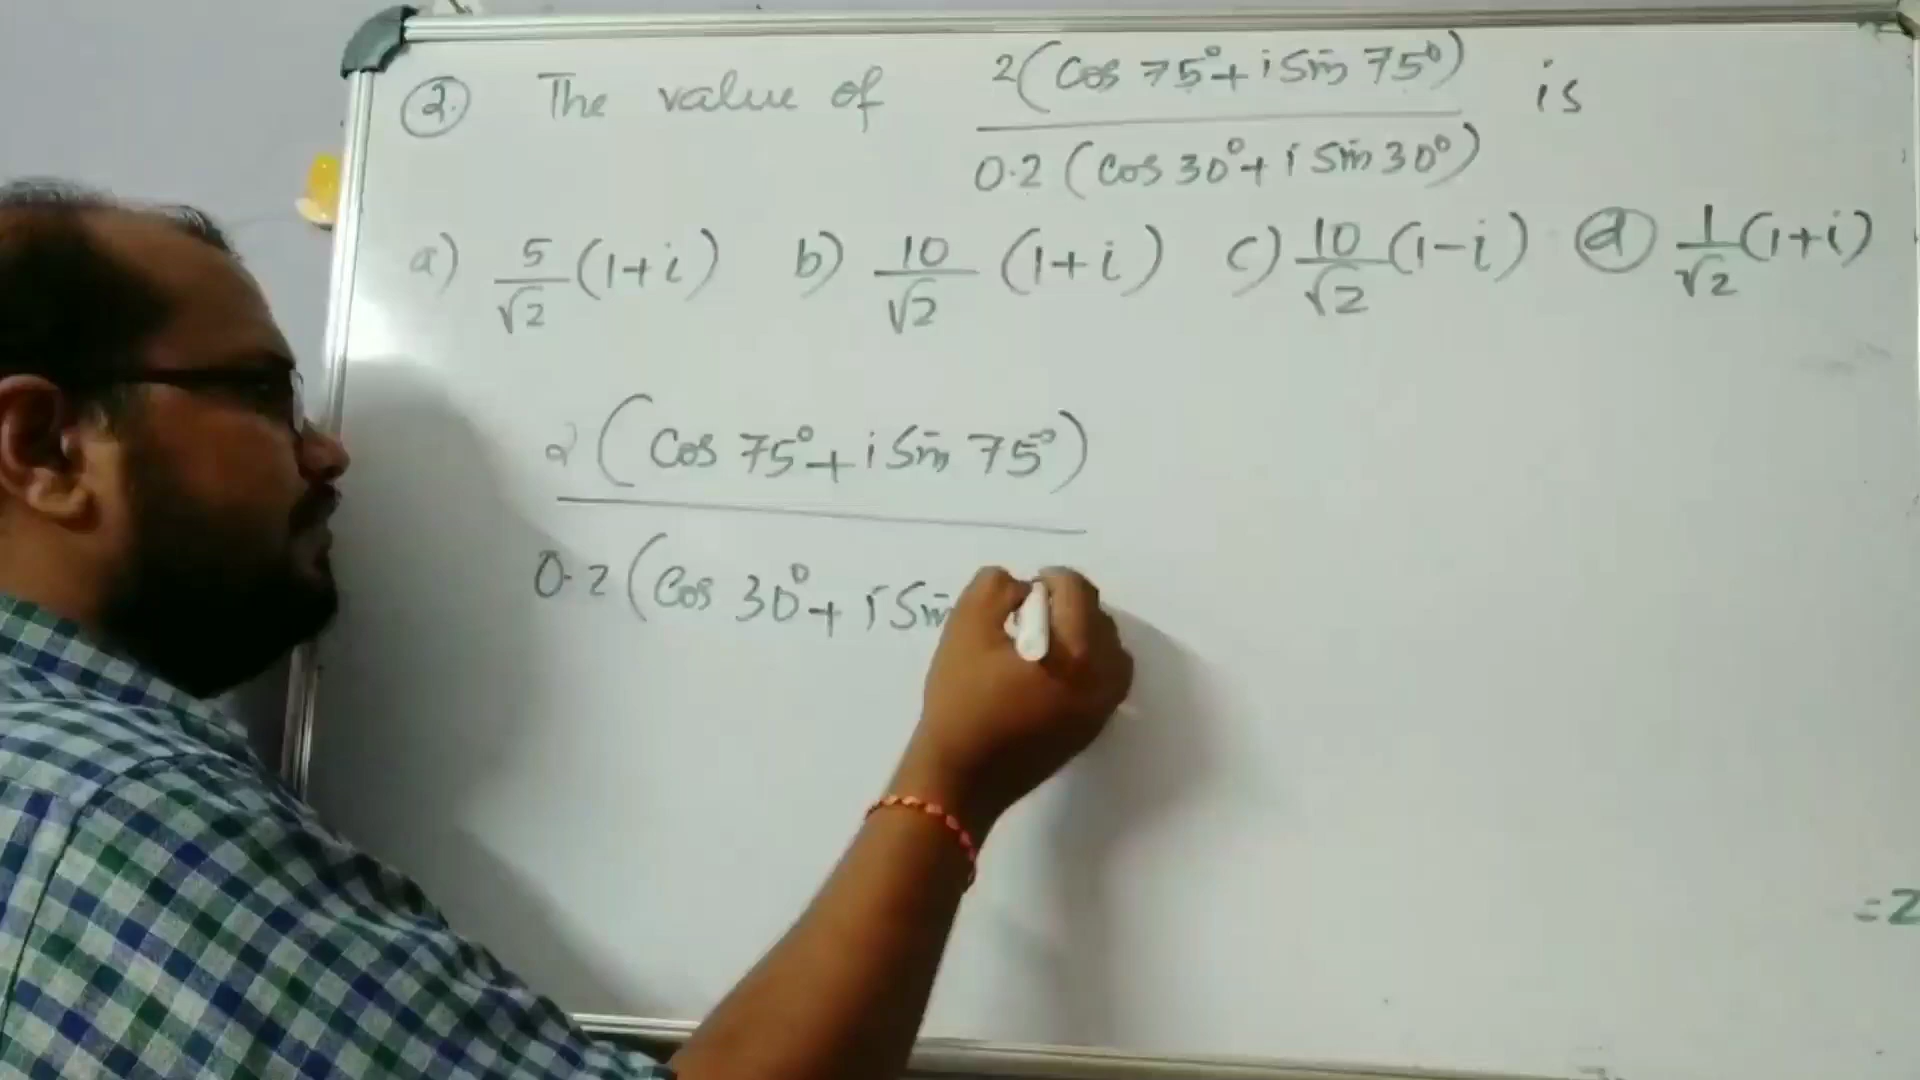 2. The value of 2(Cos 75°+ i Sin 75°) / 0.2 (Cos 30°+ i Sin 30°) is
a) 5/√2 (1+i) b) 10/√2 (1+i) c) 10/√2 (1-i) d) 1/√2 (1+i)
2 (Cos 75°+ i Sin 75°)
0.2 (Cos 30°+ i Sin
=2